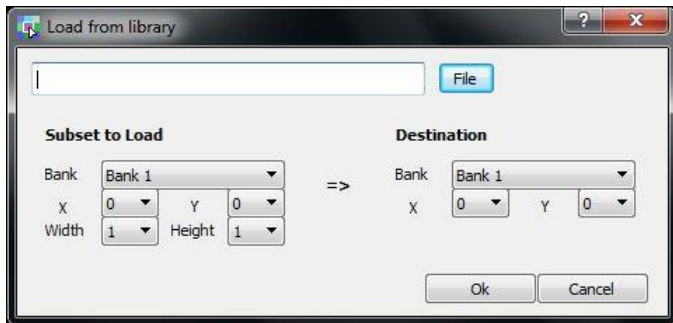 Load from library
?
X
File
Subset to Load
Destination
Bank Bank 1
=>
Bank Bank 1
X 0 Y 0
X 0 Y 0
Width 1 Height 1
Ok Cancel